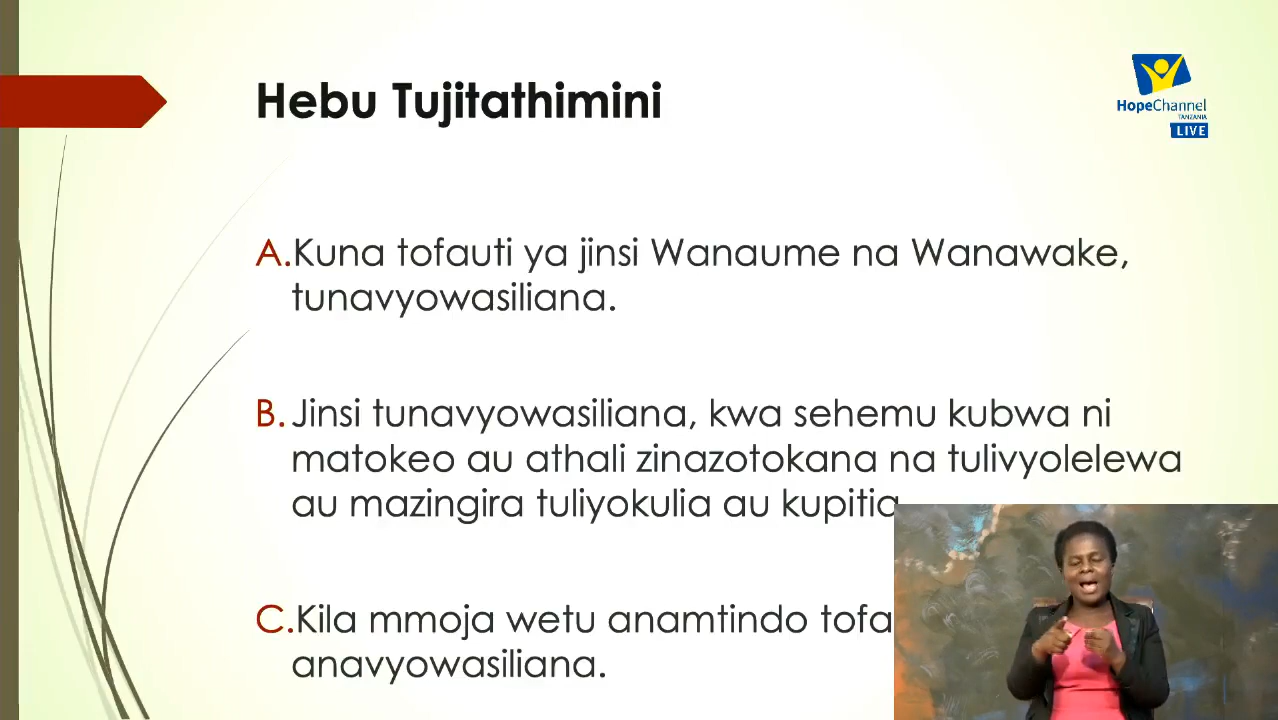 Hebu Tujitathimini
HopeChannel
TANZANIA
LIVE
A.Kuna tofauti ya jinsi Wanaume na Wanawake,
tunavyowasiliana.
B. Jinsi tunavyowasiliana, kwa sehemu kubwa ni
matokeo au athali zinazotokana na tulivyolelewa
au mazingira tuliyokulia au kupitia
C.Kila mmoja wetu anamtindo
anavyowasiliana.